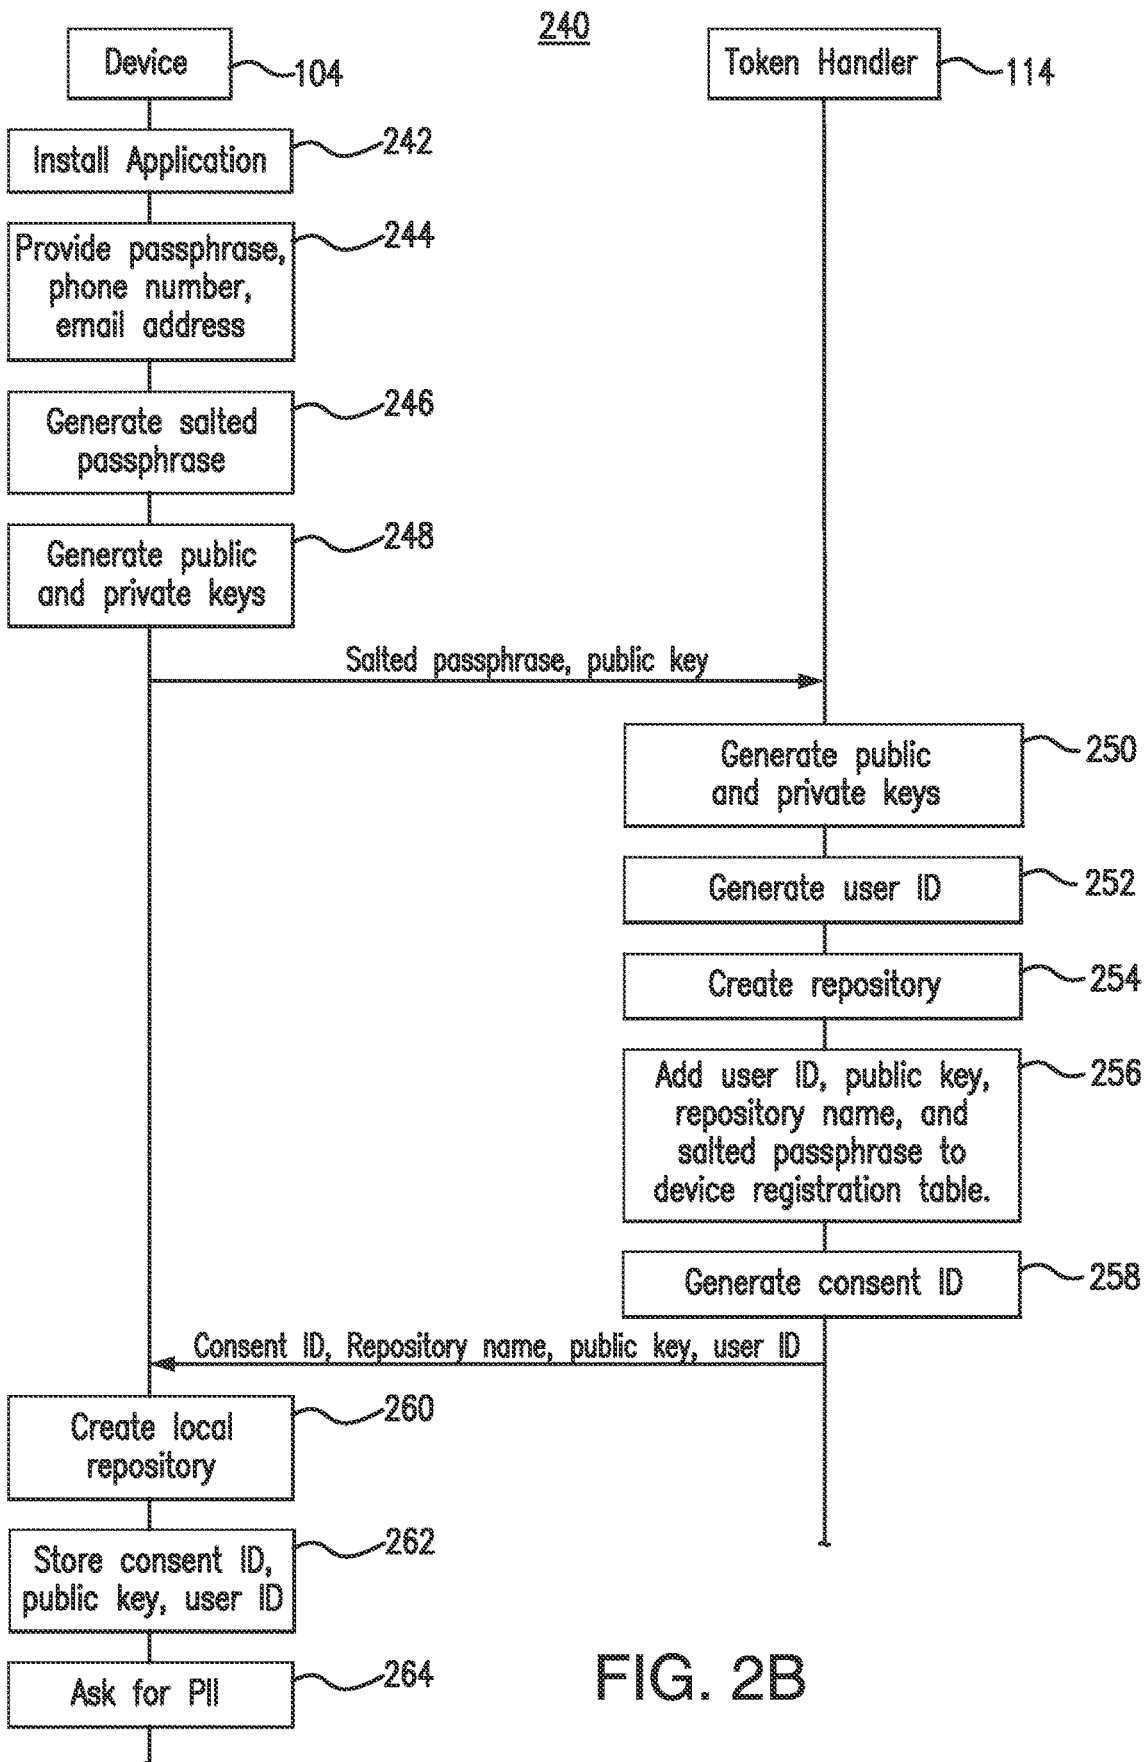 240
Device
104
Token Handler
114
Install Application
242
Provide passphrase,
phone number,
email address
244
Generate salted
passphrase
246
Generate public
and private keys
248
Salted passphrase, public key
Generate public
and private keys
250
Generate user ID
252
Create repository
254
Add user ID, public key,
repository name, and
salted passphrase to
device registration table.
256
Generate consent ID
258
Consent ID, Repository name, public key, user ID
Create local
repository
260
Store consent ID,
public key, user ID
262
Ask for PII
264
FIG. 2B